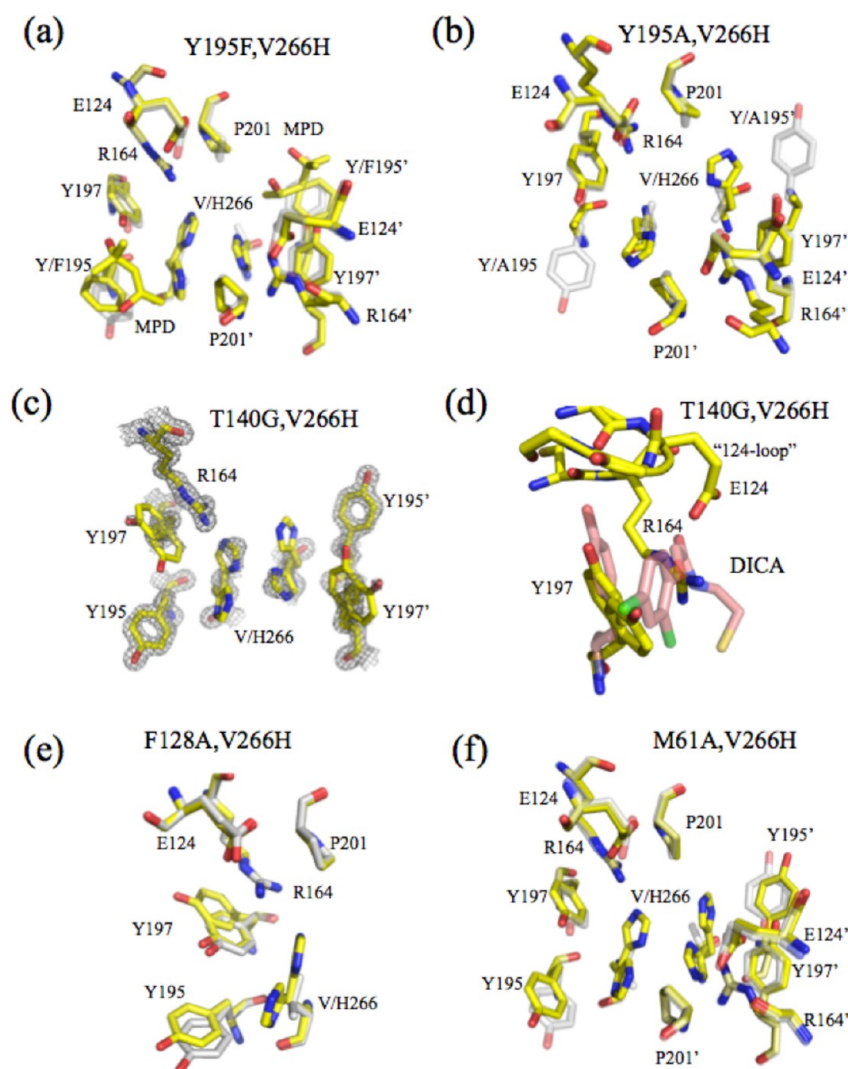 (a)
Y195F,V266H
E124
P201
MPD
R164
Y/F195’
Y197
V/H266
E124’
Y/F195
Y197’
MPD
P201’
R164’
(b)
Y195A,V266H
E124
P201
Y/A195’
R164
Y197
V/H266
Y197’
Y/A195
E124’
R164’
P201’
(c)
T140G,V266H
R164
Y195’
Y197
Y195
Y197’
V/H266
(d)
T140G,V266H
“124-loop”
E124
R164
DICA
Y197
(e)
F128A,V266H
E124
P201
R164
Y197
Y195
V/H266
(f)
M61A,V266H
E124
P201
R164
Y195’
Y197
V/H266
E124’
Y195
Y197’
R164’
P201’